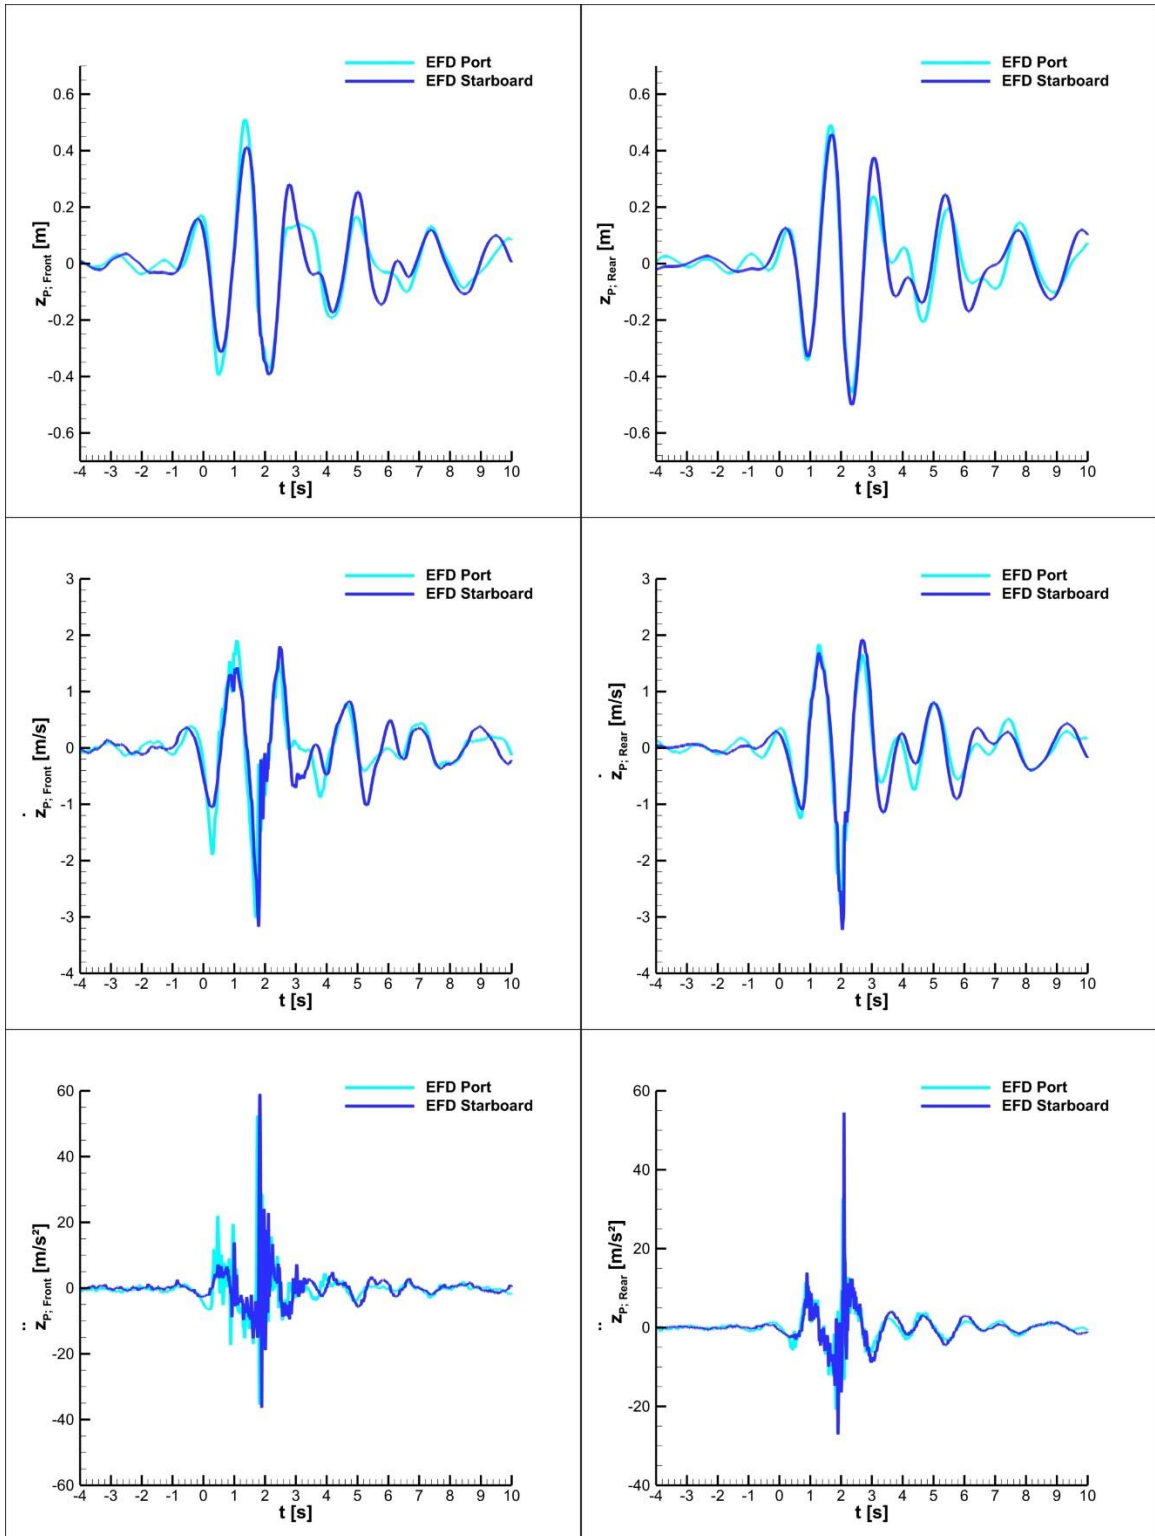 EFD Port
EFD Starboard
0.6
0.4
0.2
0
-0.2
-0.4
-0.6
z_P; Front [m]
-4 -3 -2 -1 0 1 2 3 4 5 6 7 8 9 10
t [s]
EFD Port
EFD Starboard
0.6
0.4
0.2
0
-0.2
-0.4
-0.6
z_P; Rear [m]
-4 -3 -2 -1 0 1 2 3 4 5 6 7 8 9 10
t [s]
EFD Port
EFD Starboard
3
2
1
0
-1
-2
-3
-4
ż_P; Front [m/s]
-4 -3 -2 -1 0 1 2 3 4 5 6 7 8 9 10
t [s]
EFD Port
EFD Starboard
3
2
1
0
-1
-2
-3
-4
ż_P; Rear [m/s]
-4 -3 -2 -1 0 1 2 3 4 5 6 7 8 9 10
t [s]
EFD Port
EFD Starboard
60
40
20
0
-20
-40
-60
z̈_P; Front [m/s²]
-4 -3 -2 -1 0 1 2 3 4 5 6 7 8 9 10
t [s]
EFD Port
EFD Starboard
60
40
20
0
-20
-40
z̈_P; Rear [m/s²]
-4 -3 -2 -1 0 1 2 3 4 5 6 7 8 9 10
t [s]